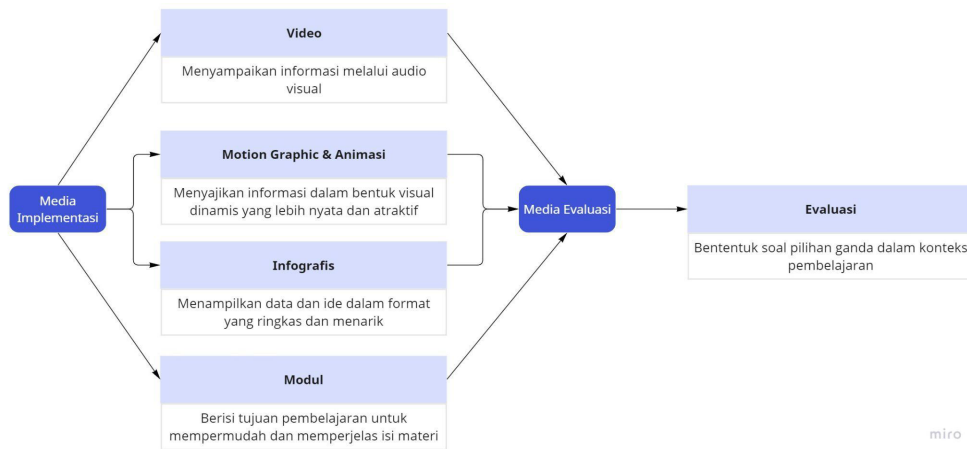 Video
Menyampaikan informasi melalui audio
visual
Motion Graphic & Animasi
Menyajikan informasi dalam bentuk visual
dinamis yang lebih nyata dan atraktif
Media
Implementasi
Media Evaluasi
Evaluasi
Bententuk soal pilihan ganda dalam konteks
pembelajaran
Infografis
Menampilkan data dan ide dalam format
yang ringkas dan menarik
Modul
Berisi tujuan pembelajaran untuk
mempermudah dan memperjelas isi materi
miro